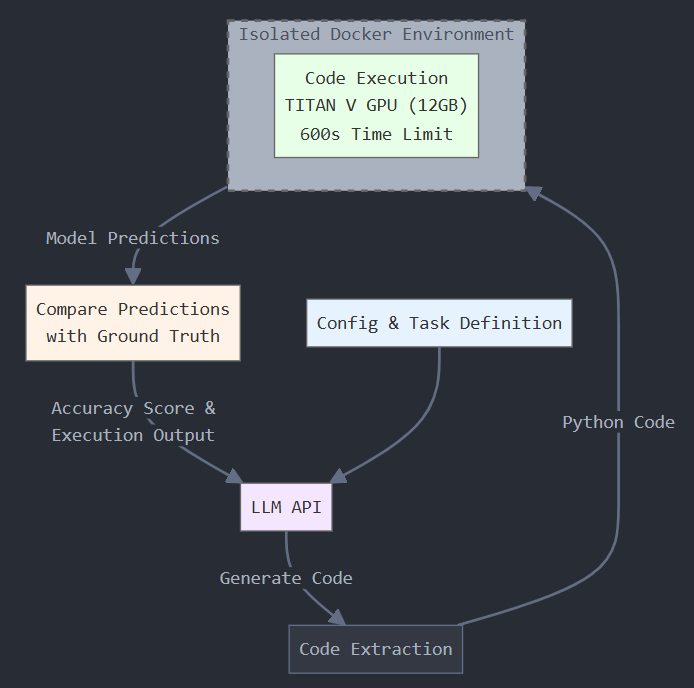 Isolated Docker Environment
Code Execution
TITAN V GPU (12GB)
600s Time Limit
Model Predictions
Compare Predictions
with Ground Truth
Config & Task Definition
Accuracy Score &
Execution Output
Python Code
LLM API
Generate Code
Code Extraction